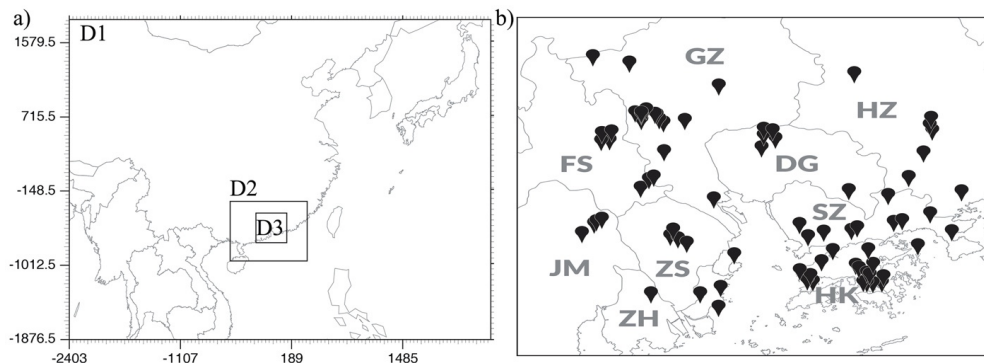 a)
D1
1579.5
715.5
-148.5
-1012.5
-1876.5
D2
D3
-2403
-1107
189
1485
b)
GZ
HZ
FS
DG
SZ
JM
ZS
HK
ZH